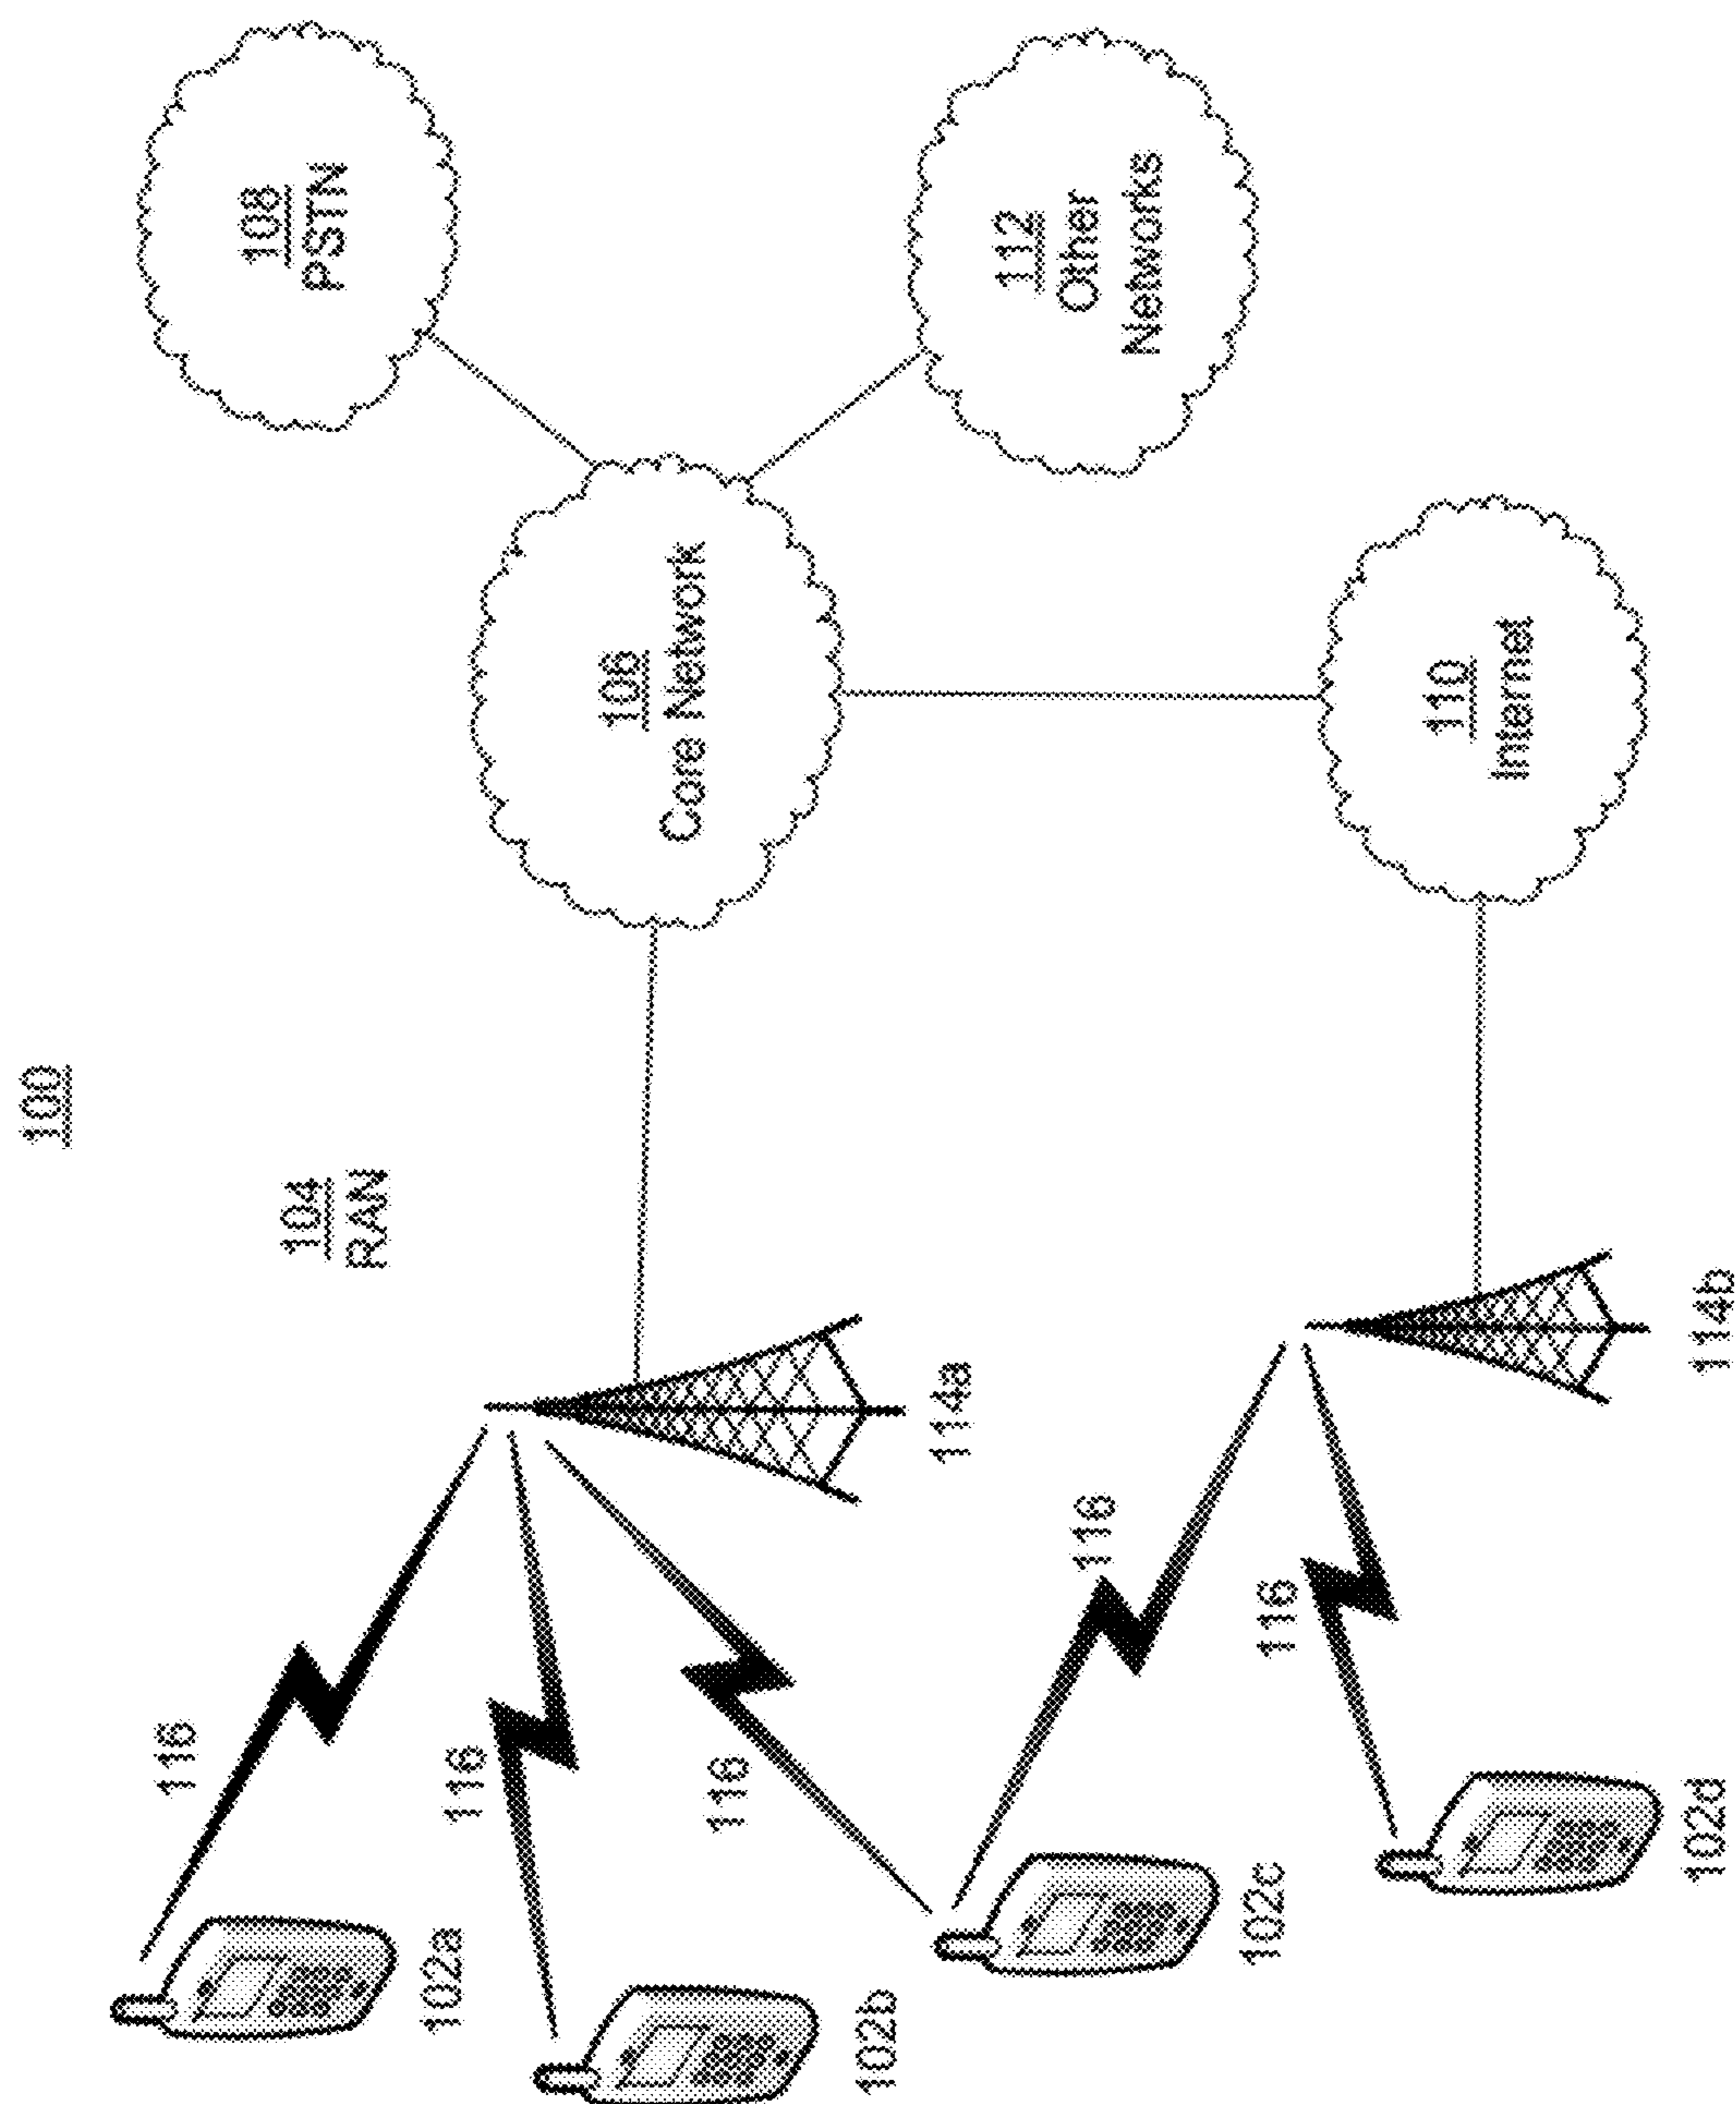 100
104
RAN
108
PSTN
106
Core Network
112
Other
Networks
110
Internet
114a
114b
116
116
116
116
116
102a
102b
102c
102d